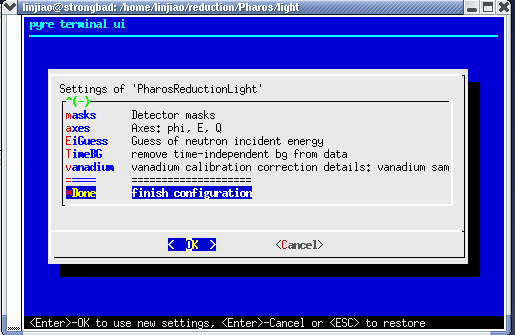 linjiao@strongbad: /home/linjiao/reduction/Pharos/light
pyre terminal ui
Settings of 'PharosReductionLight'
^(-)
masks Detector masks
axes Axes: phi, E, Q
EiGuess Guess of neutron incident energy
TimeBG remove time-independent bg from data
vanadium vanadium calibration correction details: vanadium sam
===== ====================
*Done finish configuration
< OK > <Cancel>
<Enter>-OK to use new settings, <Enter>-Cancel or <ESC> to restore